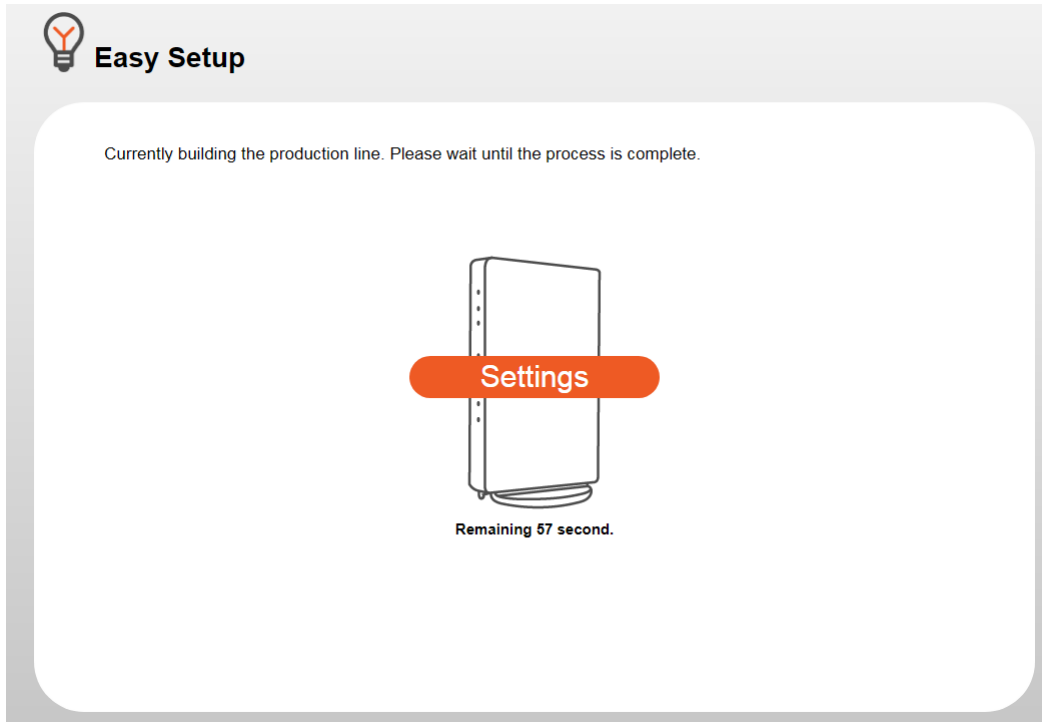 Easy Setup
Currently building the production line. Please wait until the process is complete.
Settings
Remaining 57 second.